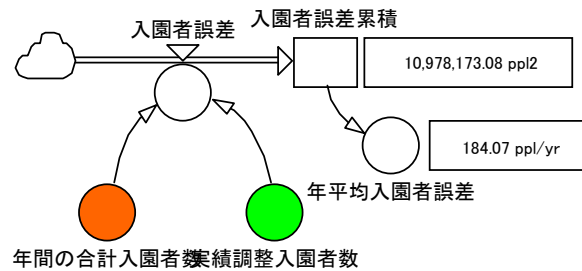 入園者誤差
入園者誤差累積
10,978,173.08 ppl2
184.07 ppl/yr
年平均入園者誤差
年間の合計入園者数
実績調整入園者数